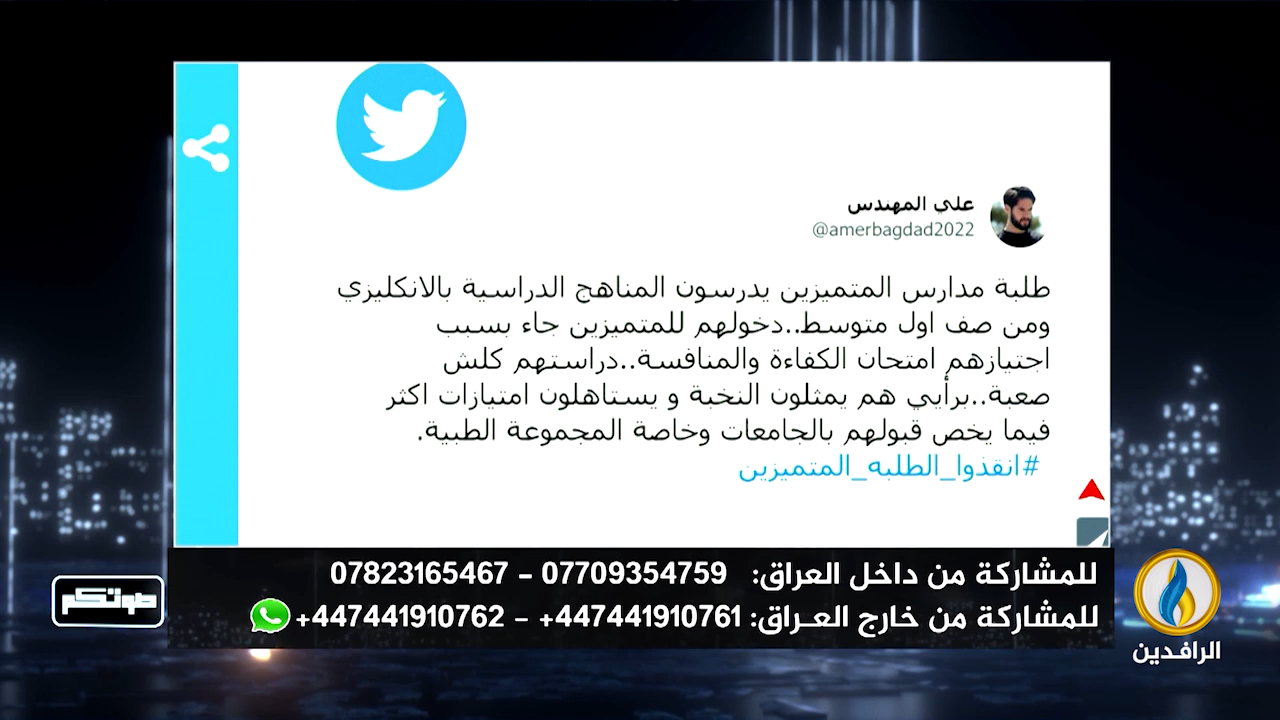 علي المهندس
@amerbagdad2022
طلبة مدارس المتميزين يدرسون المناهج الدراسية بالانكليزي
ومن صف اول متوسط..دخولهم للمتميزين جاء بسبب
اجتيازهم امتحان الكفاءة والمنافسة..دراستهم كلش
صعبة..برأيي هم يمثلون النخبة و يستاهلون امتيازات اكثر
فيما يخص قبولهم بالجامعات وخاصة المجموعة الطبية.
#انقذوا_الطلبه_المتميزين
للمشاركة من داخل العراق: 07709354759 - 07823165467
للمشاركة من خارج العـراق: 447441910761+ - 447441910762+
صوتكم
الرافدين